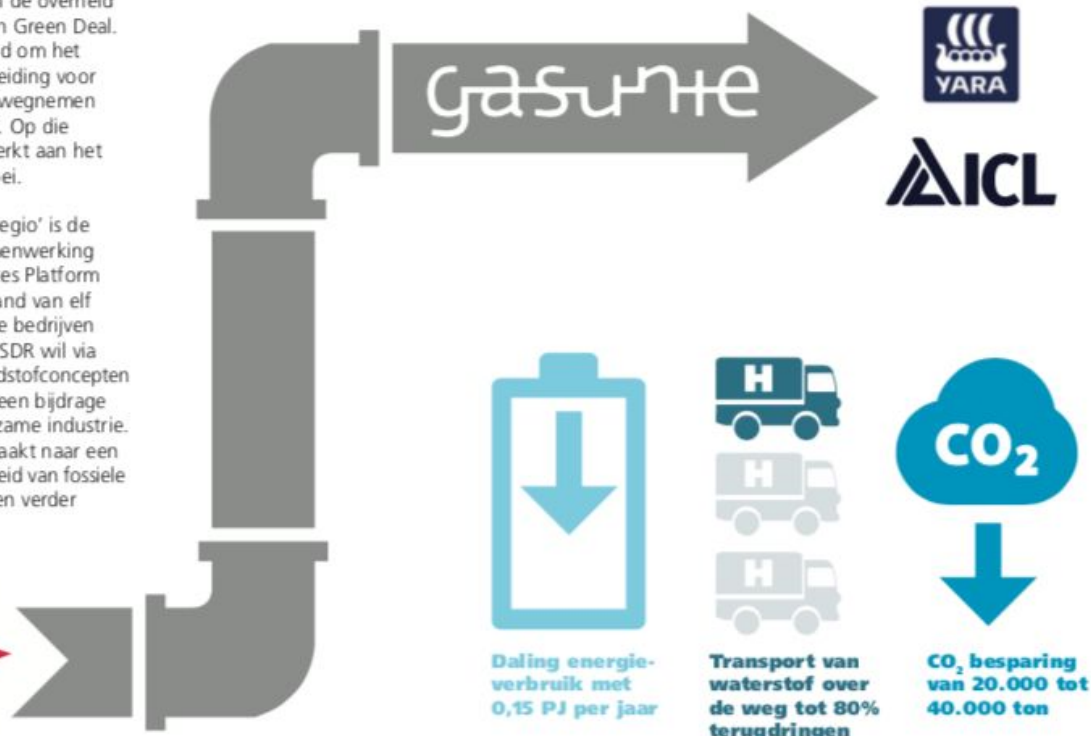 de overheid
n Green Deal.
d om het
eiding voor
wegnemen
Op die
erkt aan het
ei.
egio’ is de
enwerking
es Platform
and van elf
e bedrijven
SDR wil via
dstofconcepten
een bijdrage
zame industrie.
aakt naar een
eid van fossiele
en verder
gasunie
YARA
ICL
H
H
H
CO₂
Daling energie-
verbruik met
0,15 PJ per jaar
Transport van
waterstof over
de weg tot 80%
terugdringen
CO₂ besparing
van 20.000 tot
40.000 ton